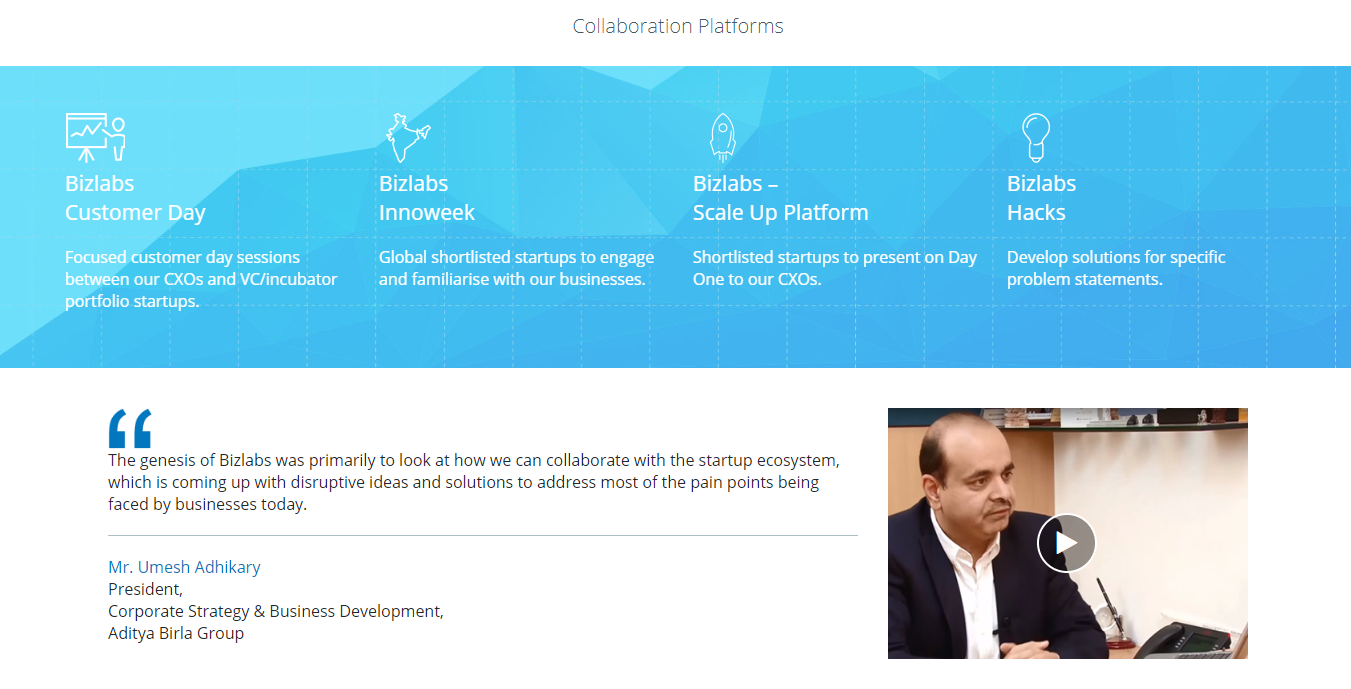 Collaboration Platforms
Bizlabs
Customer Day
Focused customer day sessions
between our CXOs and VC/incubator
portfolio startups.
Bizlabs
Innoweek
Global shortlisted startups to engage
and familiarise with our businesses.
Bizlabs –
Scale Up Platform
Shortlisted startups to present on Day
One to our CXOs.
Bizlabs
Hacks
Develop solutions for specific
problem statements.
“
The genesis of Bizlabs was primarily to look at how we can collaborate with the startup ecosystem,
which is coming up with disruptive ideas and solutions to address most of the pain points being
faced by businesses today.
Mr. Umesh Adhikary
President,
Corporate Strategy & Business Development,
Aditya Birla Group